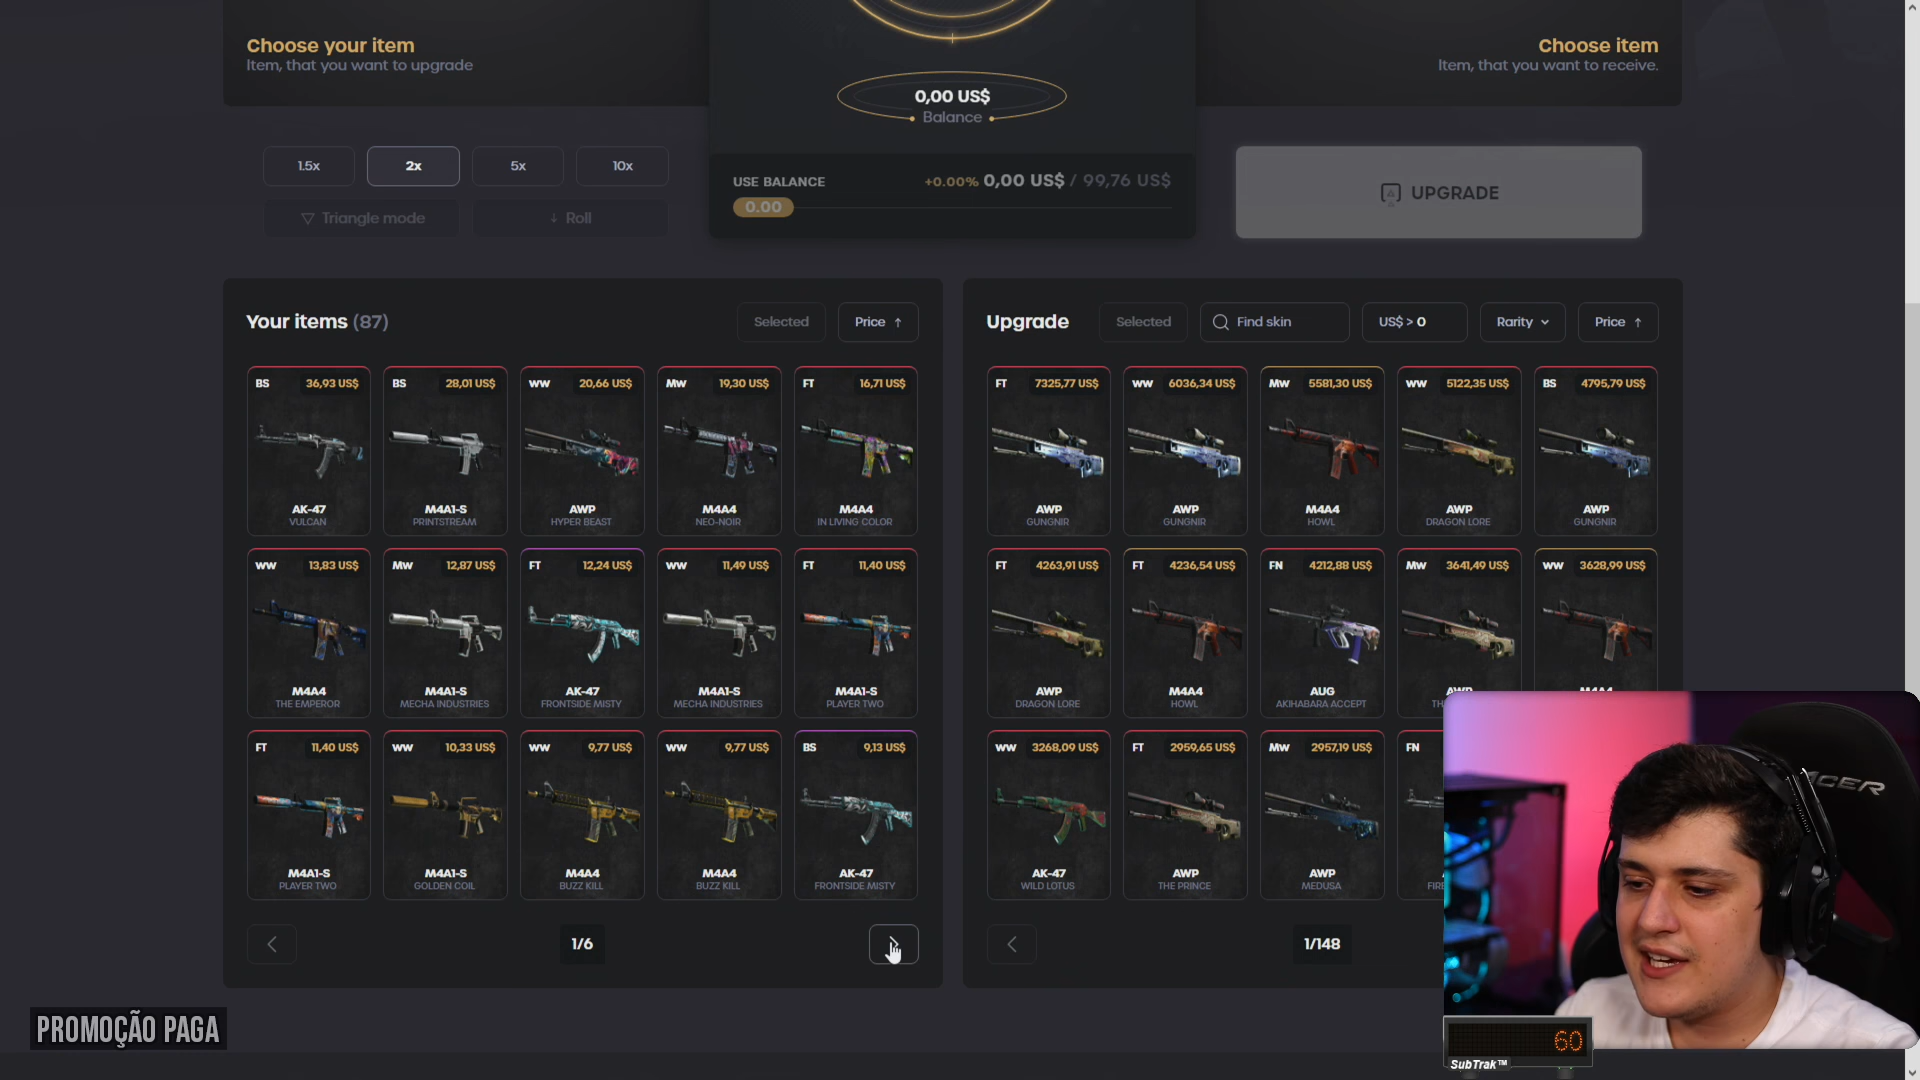 Choose your item
Item, that you want to upgrade
0,00 US$
Balance
Choose item
Item, that you want to receive.
1.5x
2x
5x
10x
Triangle mode
Roll
USE BALANCE
+0.00% 0,00 US$ / 99,76 US$
0.00
UPGRADE
Your items (87)
Selected
Price
BS 36,93 US$
AK-47
VULCAN
BS 28,01 US$
M4A1-S
PRINTSTREAM
WW 20,66 US$
AWP
HYPER BEAST
MW 19,30 US$
M4A4
NEO-NOIR
FT 16,71 US$
M4A4
IN LIVING COLOR
WW 13,83 US$
M4A4
THE EMPEROR
MW 12,87 US$
M4A1-S
MECHA INDUSTRIES
FT 12,24 US$
AK-47
FRONTSIDE MISTY
WW 11,49 US$
M4A1-S
MECHA INDUSTRIES
FT 11,40 US$
M4A1-S
PLAYER TWO
FT 11,40 US$
M4A1-S
PLAYER TWO
WW 10,33 US$
M4A1-S
GOLDEN COIL
WW 9,77 US$
M4A4
BUZZ KILL
WW 9,77 US$
M4A4
BUZZ KILL
BS 9,13 US$
AK-47
FRONTSIDE MISTY
1/6
Upgrade
Selected
Find skin
US$ > 0
Rarity
Price
FT 7325,77 US$
AWP
GUNGNIR
WW 6036,34 US$
AWP
GUNGNIR
MW 5581,30 US$
M4A4
HOWL
WW 5122,35 US$
AWP
DRAGON LORE
BS 4795,79 US$
AWP
GUNGNIR
FT 4263,91 US$
AWP
DRAGON LORE
FT 4236,54 US$
M4A4
HOWL
FN 4212,88 US$
AUG
AKIHABARA ACCEPT
MW 3641,49 US$
AWP
TH
WW 3628,99 US$
M4A4
WW 3268,09 US$
AK-47
WILD LOTUS
FT 2959,65 US$
AWP
THE PRINCE
MW 2957,19 US$
AWP
MEDUSA
FN
FIRE
1/148
PROMOÇÃO PAGA
60
SubTrak™